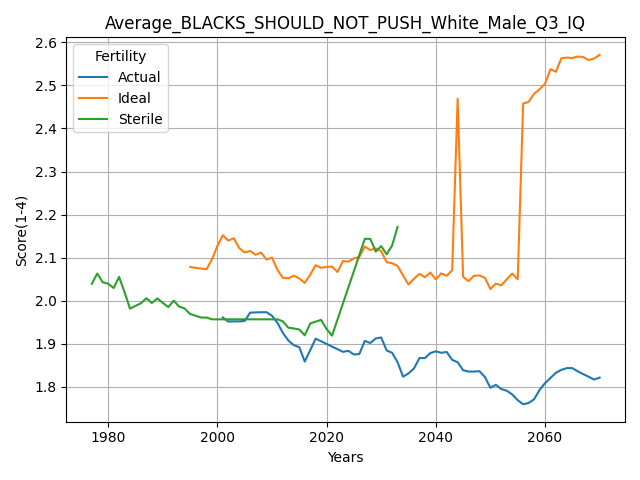 Average_BLACKS_SHOULD_NOT_PUSH_White_Male_Q3_IQ
2.6
2.5
2.4
2.3
2.2
2.1
2.0
1.9
1.8
Score(1-4)
Fertility
Actual
Ideal
Sterile
1980 2000 2020 2040 2060
Years